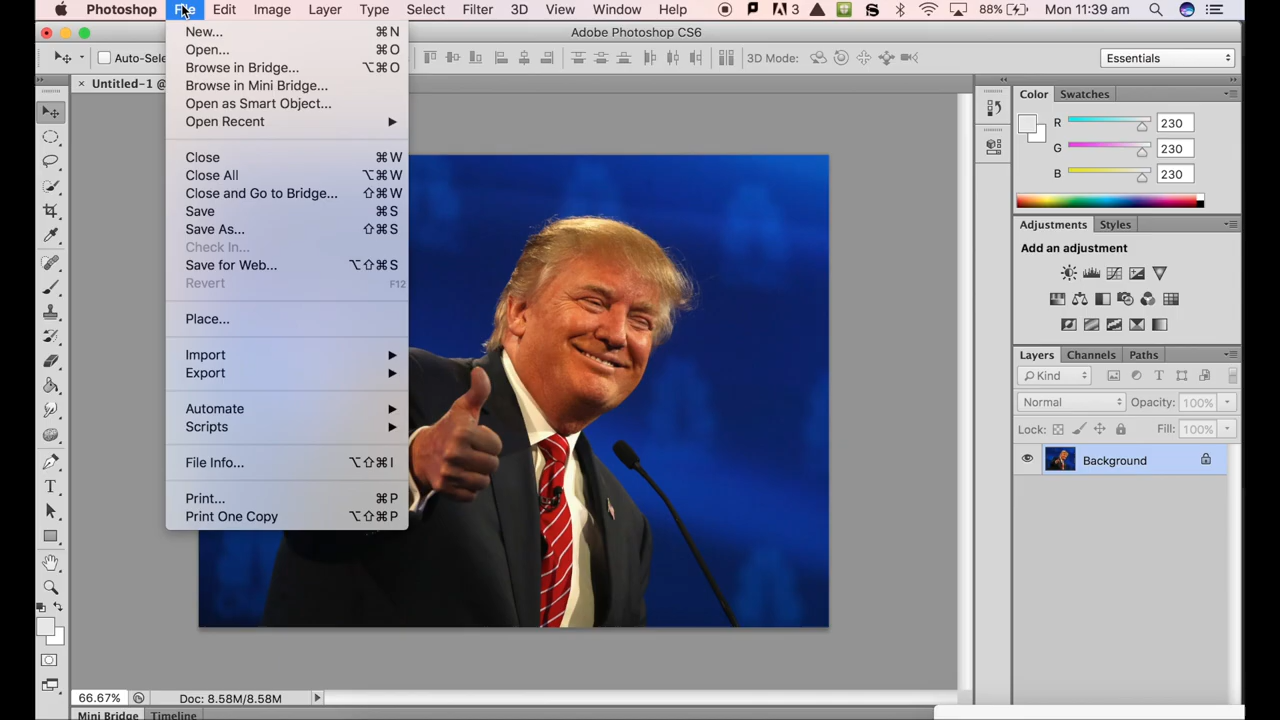 Photoshop File Edit Image Layer Type Select Filter 3D View Window Help 3 88% Mon 11:39 am
Adobe Photoshop CS6
Auto-Sele 3D Mode: Essentials
Untitled-1 @
New... ⌘N
Open... ⌘O
Browse in Bridge... ⌥⌘O
Browse in Mini Bridge...
Open as Smart Object...
Open Recent
Close ⌘W
Close All ⌥⌘W
Close and Go to Bridge... ⇧⌘W
Save ⌘S
Save As... ⇧⌘S
Check In...
Save for Web... ⌥⇧⌘S
Revert F12
Place...
Import
Export
Automate
Scripts
File Info... ⌥⇧⌘I
Print... ⌘P
Print One Copy ⌥⇧⌘P
Color Swatches
R 230
G 230
B 230
Adjustments Styles
Add an adjustment
Layers Channels Paths
Kind
Normal Opacity: 100%
Lock: Fill: 100%
Background
66.67% Doc: 8.58M/8.58M
Mini Bridge Timeline